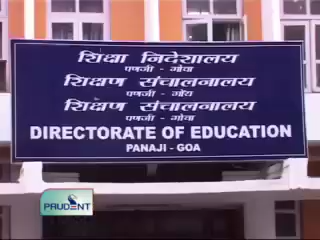 शिक्षा निदेशालय
पणजी - गोवा
शिक्षण संचालनालय
पणजी - गोंय
शिक्षण संचालनालय
पणजी - गोवा
DIRECTORATE OF EDUCATION
PANAJI - GOA
PRUDENT